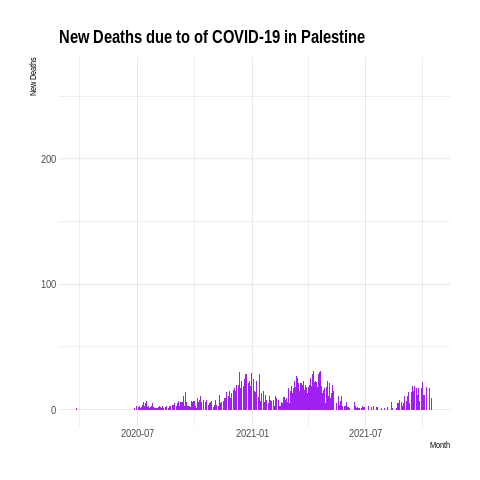 New Deaths due to of COVID-19 in Palestine
New Deaths
200
100
0
2020-07 2021-01 2021-07
Month